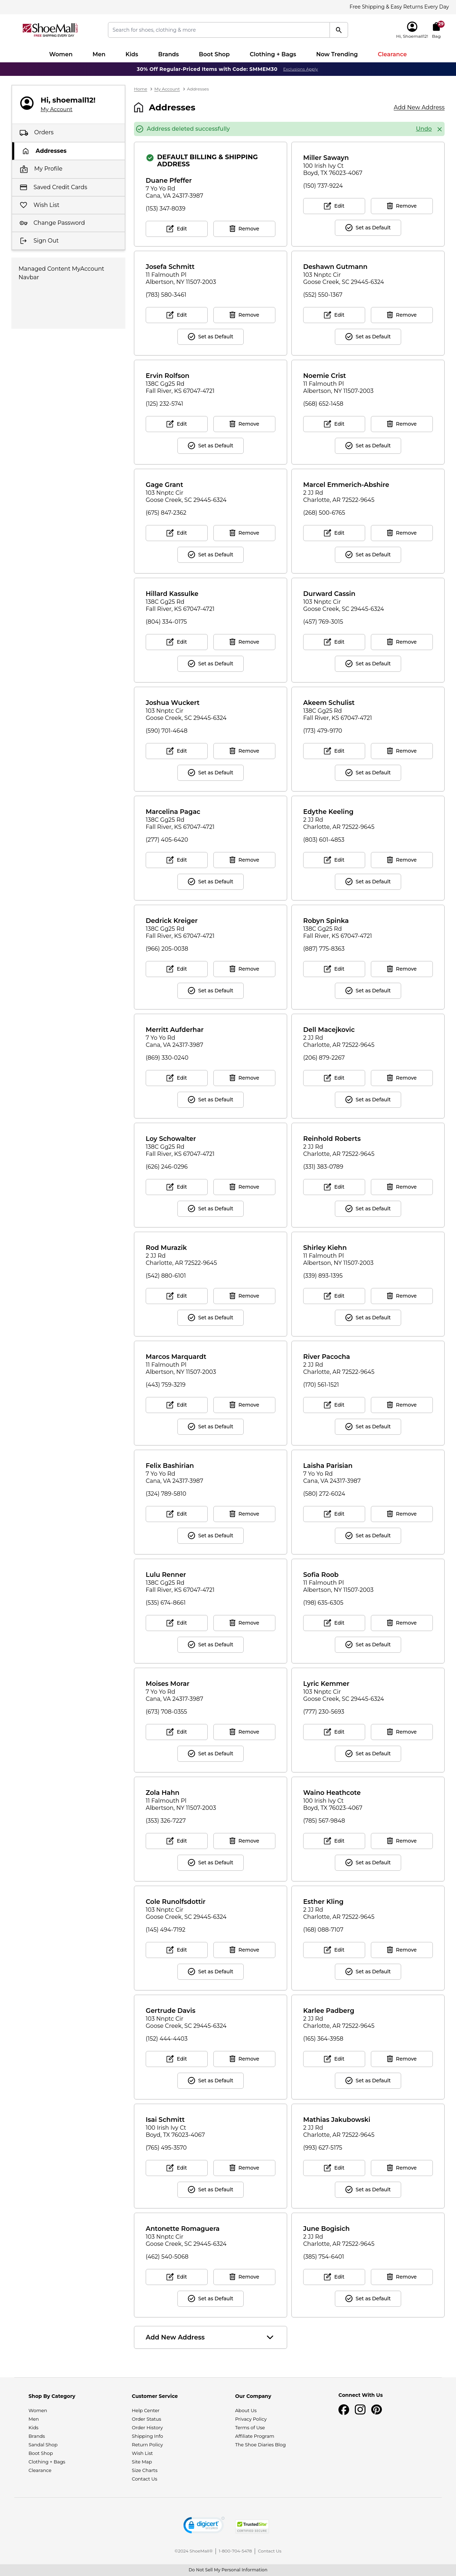 Free Shipping & Easy Returns Every Day
ShoeMall
FREE SHIPPING EVERY DAY
Search for shoes, clothing & more
Hi, Shoemall12!
Bag
Women Men Kids Brands Boot Shop Clothing + Bags Now Trending Clearance
30% Off Regular-Priced Items with Code: SMMEM30 Exclusions Apply
Hi, shoemall12!
My Account
Orders
Addresses
My Profile
Saved Credit Cards
Wish List
Change Password
Sign Out
Managed Content MyAccount
Navbar
Home > My Account > Addresses
Addresses
Add New Address
Address deleted successfully Undo
DEFAULT BILLING & SHIPPING
ADDRESS
Duane Pfeffer
7 Yo Yo Rd
Cana, VA 24317-3987
(153) 347-8039
Edit Remove
Miller Sawayn
100 Irish Ivy Ct
Boyd, TX 76023-4067
(150) 737-9224
Edit Remove
Set as Default
Josefa Schmitt
11 Falmouth Pl
Albertson, NY 11507-2003
(783) 580-3461
Edit Remove
Set as Default
Deshawn Gutmann
103 Nnptc Cir
Goose Creek, SC 29445-6324
(552) 550-1367
Edit Remove
Set as Default
Ervin Rolfson
138C Gg25 Rd
Fall River, KS 67047-4721
(125) 232-5741
Edit Remove
Set as Default
Noemie Crist
11 Falmouth Pl
Albertson, NY 11507-2003
(568) 652-1458
Edit Remove
Set as Default
Gage Grant
103 Nnptc Cir
Goose Creek, SC 29445-6324
(675) 847-2362
Edit Remove
Set as Default
Marcel Emmerich-Abshire
2 JJ Rd
Charlotte, AR 72522-9645
(268) 500-6765
Edit Remove
Set as Default
Hillard Kassulke
138C Gg25 Rd
Fall River, KS 67047-4721
(804) 334-0175
Edit Remove
Set as Default
Durward Cassin
103 Nnptc Cir
Goose Creek, SC 29445-6324
(457) 769-3015
Edit Remove
Set as Default
Joshua Wuckert
103 Nnptc Cir
Goose Creek, SC 29445-6324
(590) 701-4648
Edit Remove
Set as Default
Akeem Schulist
138C Gg25 Rd
Fall River, KS 67047-4721
(173) 479-9170
Edit Remove
Set as Default
Marcelina Pagac
138C Gg25 Rd
Fall River, KS 67047-4721
(277) 405-6420
Edit Remove
Set as Default
Edythe Keeling
2 JJ Rd
Charlotte, AR 72522-9645
(803) 601-4853
Edit Remove
Set as Default
Dedrick Kreiger
138C Gg25 Rd
Fall River, KS 67047-4721
(966) 205-0038
Edit Remove
Set as Default
Robyn Spinka
138C Gg25 Rd
Fall River, KS 67047-4721
(887) 775-8363
Edit Remove
Set as Default
Merritt Aufderhar
7 Yo Yo Rd
Cana, VA 24317-3987
(869) 330-0240
Edit Remove
Set as Default
Dell Macejkovic
2 JJ Rd
Charlotte, AR 72522-9645
(206) 879-2267
Edit Remove
Set as Default
Loy Schowalter
138C Gg25 Rd
Fall River, KS 67047-4721
(626) 246-0296
Edit Remove
Set as Default
Reinhold Roberts
2 JJ Rd
Charlotte, AR 72522-9645
(331) 383-0789
Edit Remove
Set as Default
Rod Murazik
2 JJ Rd
Charlotte, AR 72522-9645
(542) 880-6101
Edit Remove
Set as Default
Shirley Kiehn
11 Falmouth Pl
Albertson, NY 11507-2003
(339) 893-1395
Edit Remove
Set as Default
Marcos Marquardt
11 Falmouth Pl
Albertson, NY 11507-2003
(443) 759-3219
Edit Remove
Set as Default
River Pacocha
2 JJ Rd
Charlotte, AR 72522-9645
(170) 561-1521
Edit Remove
Set as Default
Felix Bashirian
7 Yo Yo Rd
Cana, VA 24317-3987
(324) 789-5810
Edit Remove
Set as Default
Laisha Parisian
7 Yo Yo Rd
Cana, VA 24317-3987
(580) 272-6024
Edit Remove
Set as Default
Lulu Renner
138C Gg25 Rd
Fall River, KS 67047-4721
(535) 674-8661
Edit Remove
Set as Default
Sofia Roob
11 Falmouth Pl
Albertson, NY 11507-2003
(198) 635-6305
Edit Remove
Set as Default
Moises Morar
7 Yo Yo Rd
Cana, VA 24317-3987
(673) 708-0355
Edit Remove
Set as Default
Lyric Kemmer
103 Nnptc Cir
Goose Creek, SC 29445-6324
(777) 230-5693
Edit Remove
Set as Default
Zola Hahn
11 Falmouth Pl
Albertson, NY 11507-2003
(353) 326-7227
Edit Remove
Set as Default
Waino Heathcote
100 Irish Ivy Ct
Boyd, TX 76023-4067
(785) 567-9848
Edit Remove
Set as Default
Cole Runolfsdottir
103 Nnptc Cir
Goose Creek, SC 29445-6324
(145) 494-7192
Edit Remove
Set as Default
Esther Kling
2 JJ Rd
Charlotte, AR 72522-9645
(168) 088-7107
Edit Remove
Set as Default
Gertrude Davis
103 Nnptc Cir
Goose Creek, SC 29445-6324
(152) 444-4403
Edit Remove
Set as Default
Karlee Padberg
2 JJ Rd
Charlotte, AR 72522-9645
(165) 364-3958
Edit Remove
Set as Default
Isai Schmitt
100 Irish Ivy Ct
Boyd, TX 76023-4067
(765) 495-3570
Edit Remove
Set as Default
Mathias Jakubowski
2 JJ Rd
Charlotte, AR 72522-9645
(993) 627-5175
Edit Remove
Set as Default
Antonette Romaguera
103 Nnptc Cir
Goose Creek, SC 29445-6324
(462) 540-5068
Edit Remove
Set as Default
June Bogisich
2 JJ Rd
Charlotte, AR 72522-9645
(385) 754-6401
Edit Remove
Set as Default
Add New Address
Shop By Category
Women
Men
Kids
Brands
Sandal Shop
Boot Shop
Clothing + Bags
Clearance
Customer Service
Help Center
Order Status
Order History
Shipping Info
Return Policy
Wish List
Site Map
Size Charts
Contact Us
Our Company
About Us
Privacy Policy
Terms of Use
Affiliate Program
The Shoe Diaries Blog
Connect With Us
digicert
TrustedSite
CERTIFIED SECURE
©2024 ShoeMall® | 1-800-704-5478 | Contact Us
Do Not Sell My Personal Information